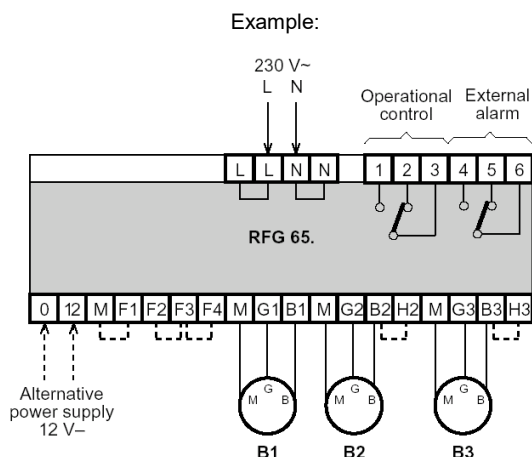 Example:
230 V~
L N
Operational control
External alarm
L L N N 1 2 3 4 5 6
RFG 65.
0 12 M F1 F2 F3 F4 M G1 B1 M G2 B2 H2 M G3 B3 H3
Alternative
power supply
12 V–
M G B M G B M G B
B1 B2 B3